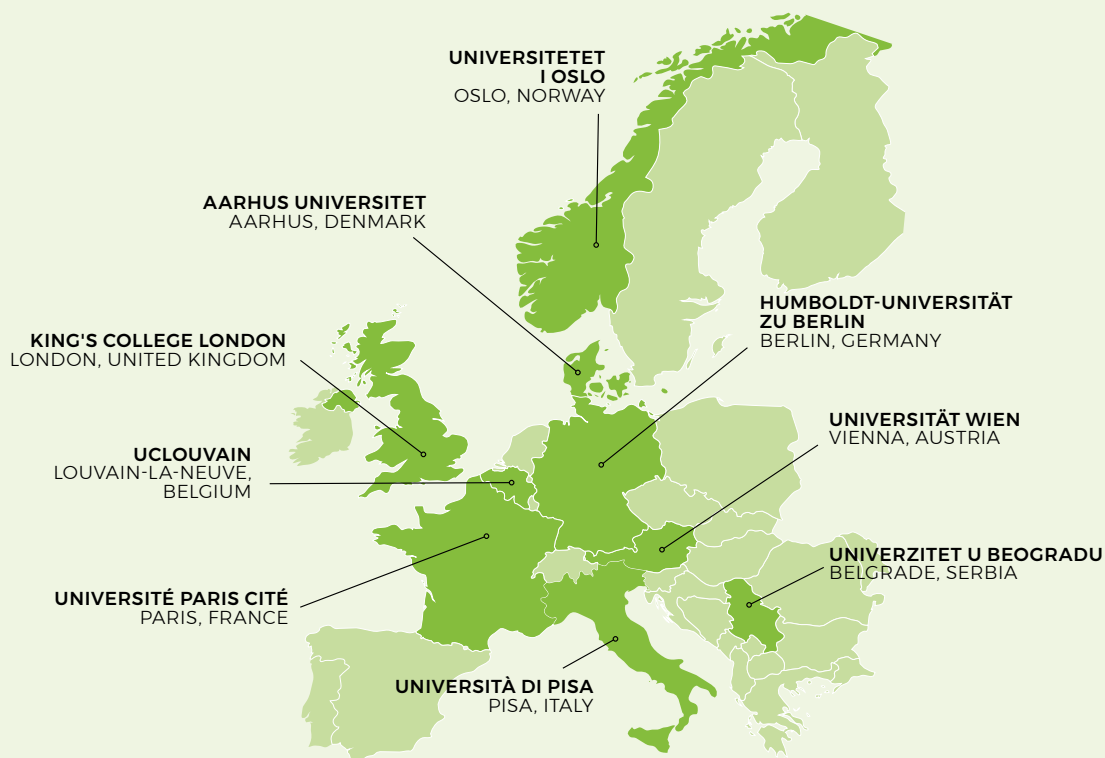 UNIVERSITETET
I OSLO
OSLO, NORWAY
AARHUS UNIVERSITET
AARHUS, DENMARK
HUMBOLDT-UNIVERSITÄT
ZU BERLIN
BERLIN, GERMANY
KING'S COLLEGE LONDON
LONDON, UNITED KINGDOM
UNIVERSITÄT WIEN
VIENNA, AUSTRIA
UCLOUVAIN
LOUVAIN-LA-NEUVE,
BELGIUM
UNIVERZITET U BEOGRADU
BELGRADE, SERBIA
UNIVERSITÉ PARIS CITÉ
PARIS, FRANCE
UNIVERSITÀ DI PISA
PISA, ITALY